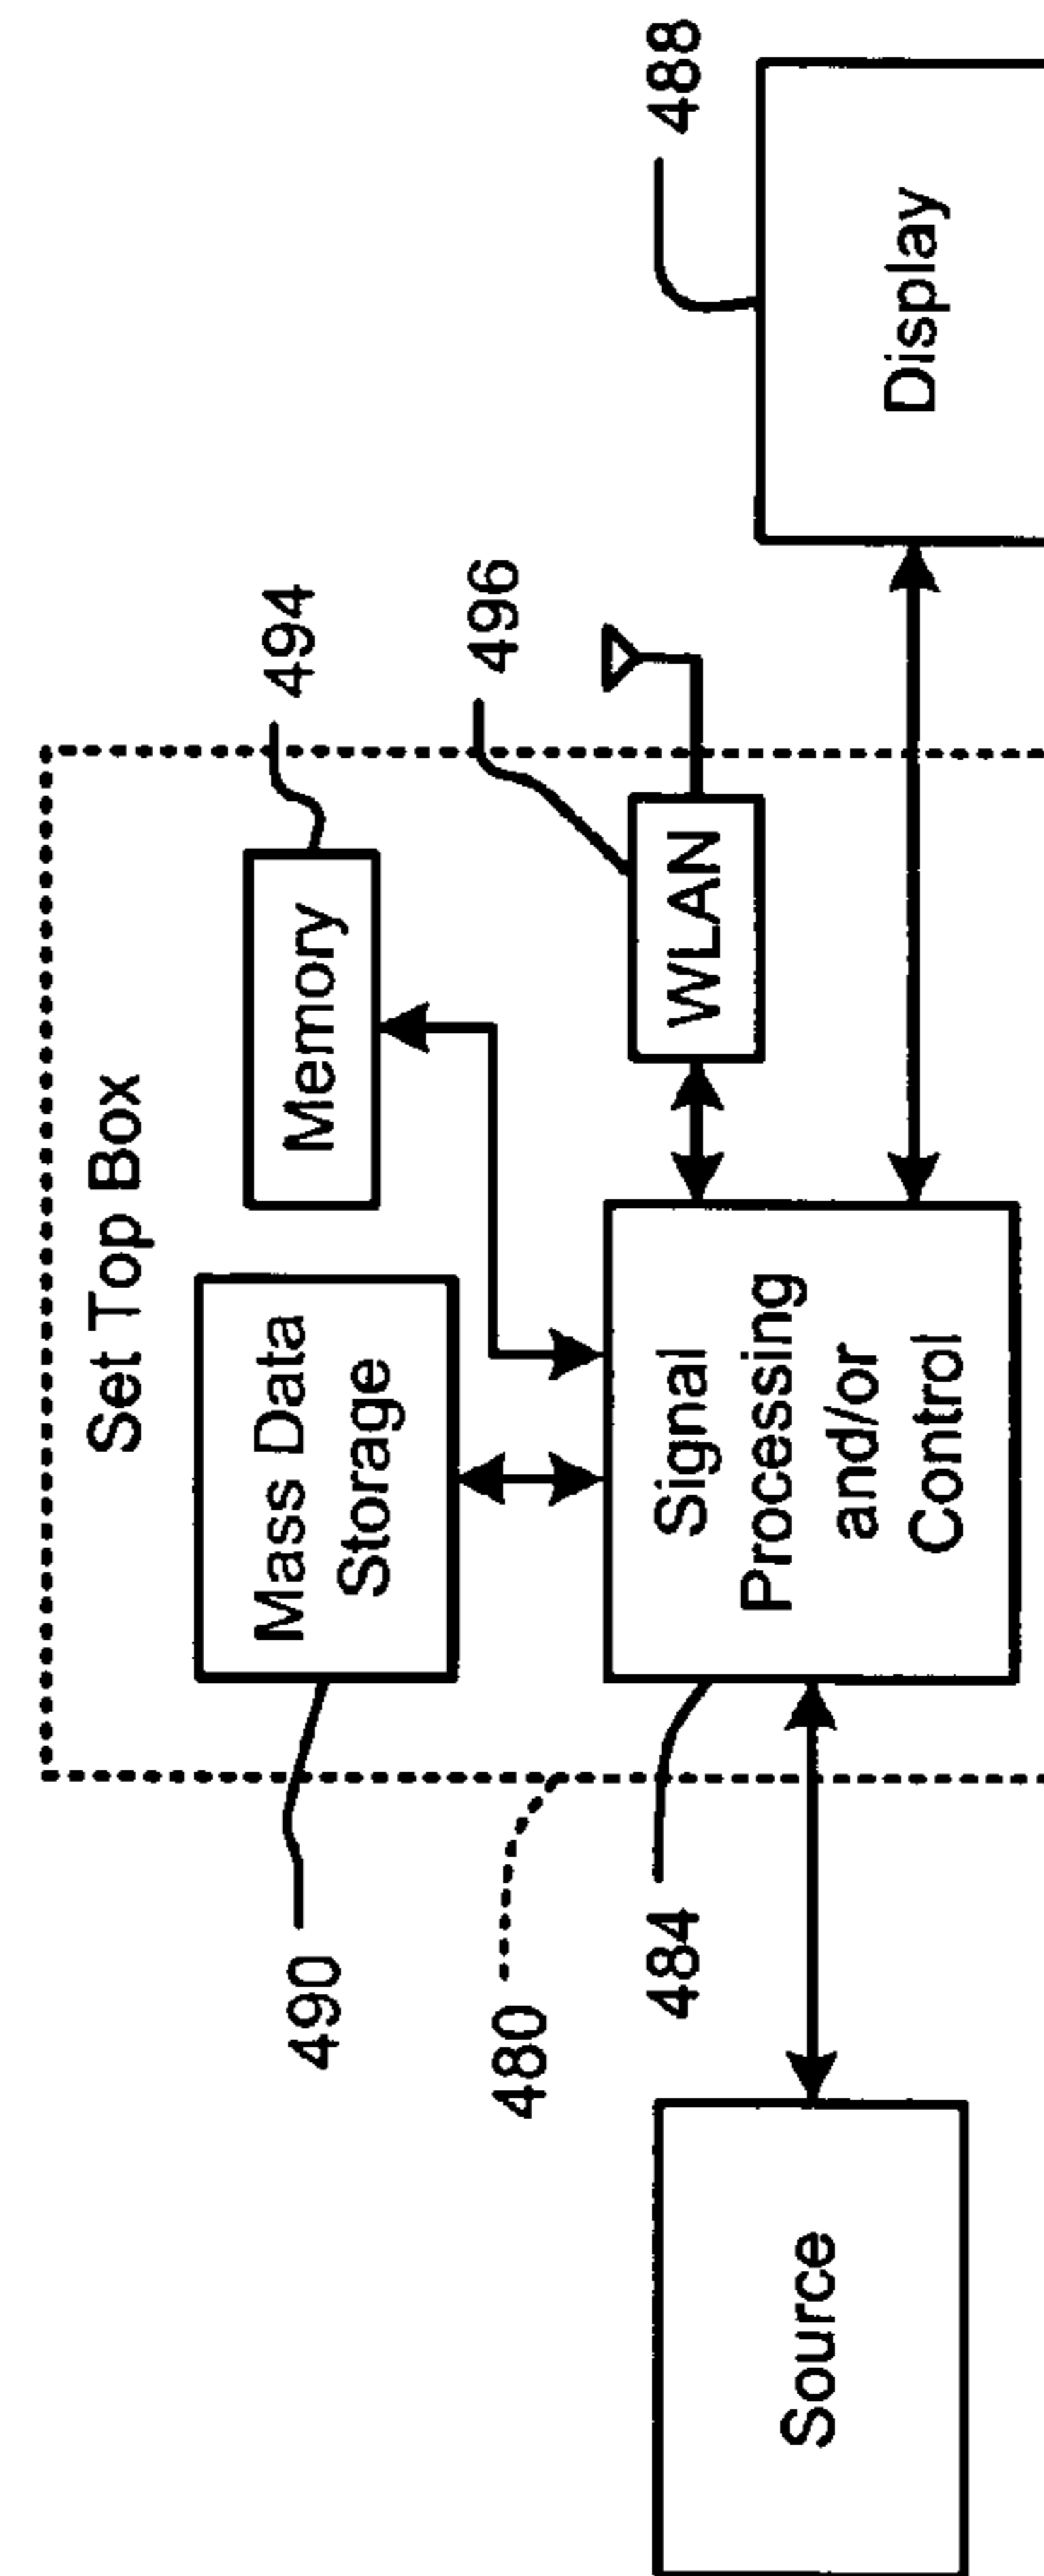 Set Top Box
490
Mass Data
Storage
Memory
494
480
496
WLAN
484
Signal
Processing
and/or
Control
488
Source
Display